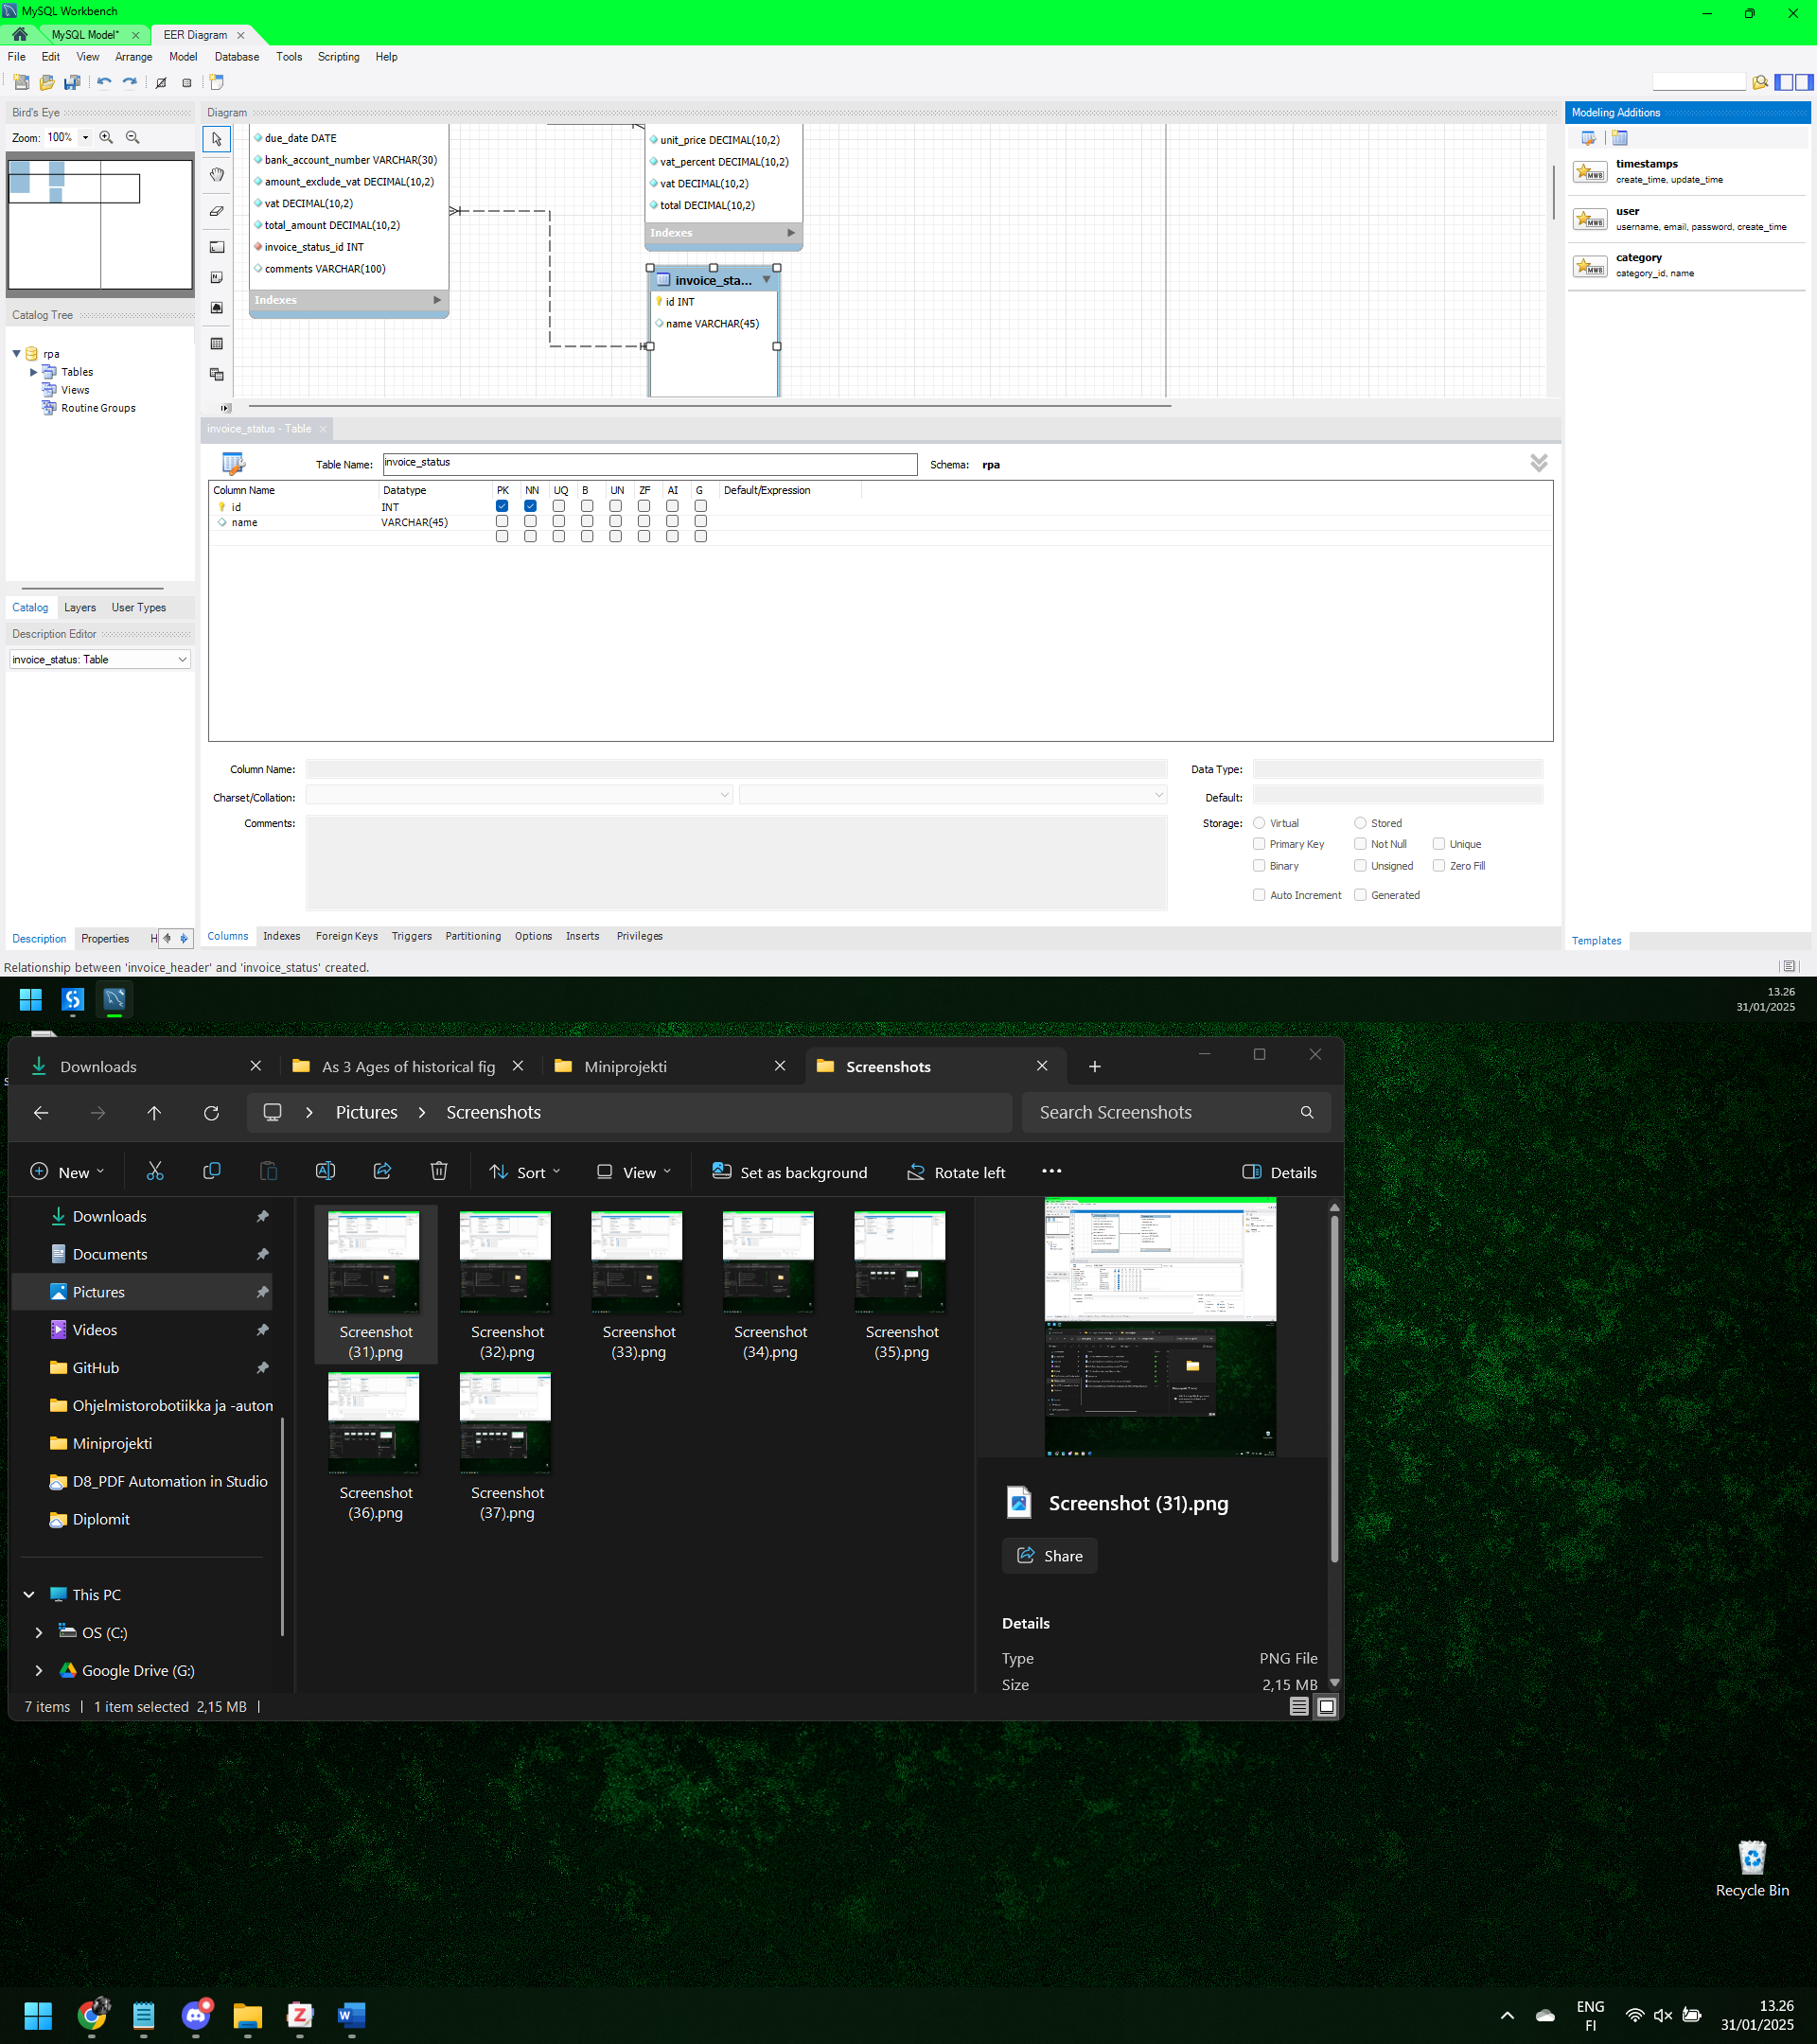 MySQL Workbench
MySQL Model*
EER Diagram
File Edit View Arrange Model Database Tools Scripting Help
Bird's Eye
Zoom: 100%
Diagram
due_date DATE
bank_account_number VARCHAR(30)
amount_exclude_vat DECIMAL(10,2)
vat DECIMAL(10,2)
total_amount DECIMAL(10,2)
invoice_status_id INT
comments VARCHAR(100)
Indexes
unit_price DECIMAL(10,2)
vat_percent DECIMAL(10,2)
vat DECIMAL(10,2)
total DECIMAL(10,2)
Indexes
invoice_sta...
id INT
name VARCHAR(45)
Modeling Additions
timestamps
create_time, update_time
user
username, email, password, create_time
category
category_id, name
Templates
Catalog Tree
rpa
Tables
Views
Routine Groups
Catalog Layers User Types
Description Editor
invoice_status: Table
Description Properties H
invoice_status - Table
Table Name: invoice_status Schema: rpa
Column Name Datatype PK NN UQ B UN ZF AI G Default/Expression
id INT
name VARCHAR(45)
Column Name: Data Type:
Charset/Collation: Default:
Comments: Storage: Virtual Stored
Primary Key Not Null Unique
Binary Unsigned Zero Fill
Auto Increment Generated
Columns Indexes Foreign Keys Triggers Partitioning Options Inserts Privileges
Relationship between 'invoice_header' and 'invoice_status' created.
13.26
31/01/2025
Downloads
As 3 Ages of historical fig
Miniprojekti
Screenshots
Pictures Screenshots
Search Screenshots
New Sort View Set as background Rotate left Details
Downloads
Documents
Pictures
Videos
GitHub
Ohjelmistorobotiikka ja -auton
Miniprojekti
D8_PDF Automation in Studio
Diplomit
This PC
OS (C:)
Google Drive (G:)
Screenshot (31).png
Screenshot (32).png
Screenshot (33).png
Screenshot (34).png
Screenshot (35).png
Screenshot (36).png
Screenshot (37).png
Screenshot (31).png
Share
Details
Type PNG File
Size 2,15 MB
7 items 1 item selected 2,15 MB
Recycle Bin
ENG
FI
13.26
31/01/2025